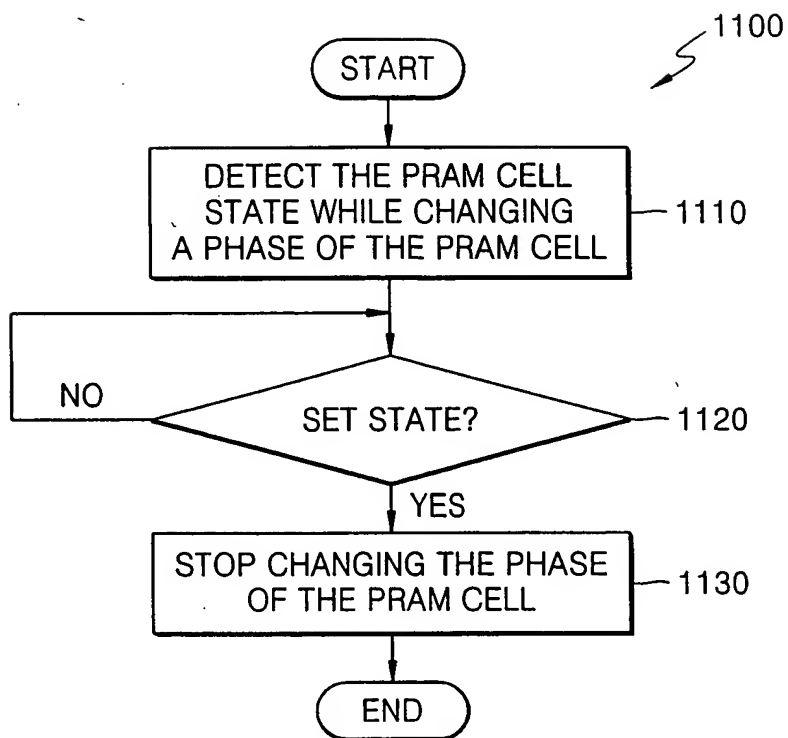 1100
START
DETECT THE PRAM CELL
STATE WHILE CHANGING
A PHASE OF THE PRAM CELL
1110
NO
SET STATE?
1120
YES
STOP CHANGING THE PHASE
OF THE PRAM CELL
1130
END